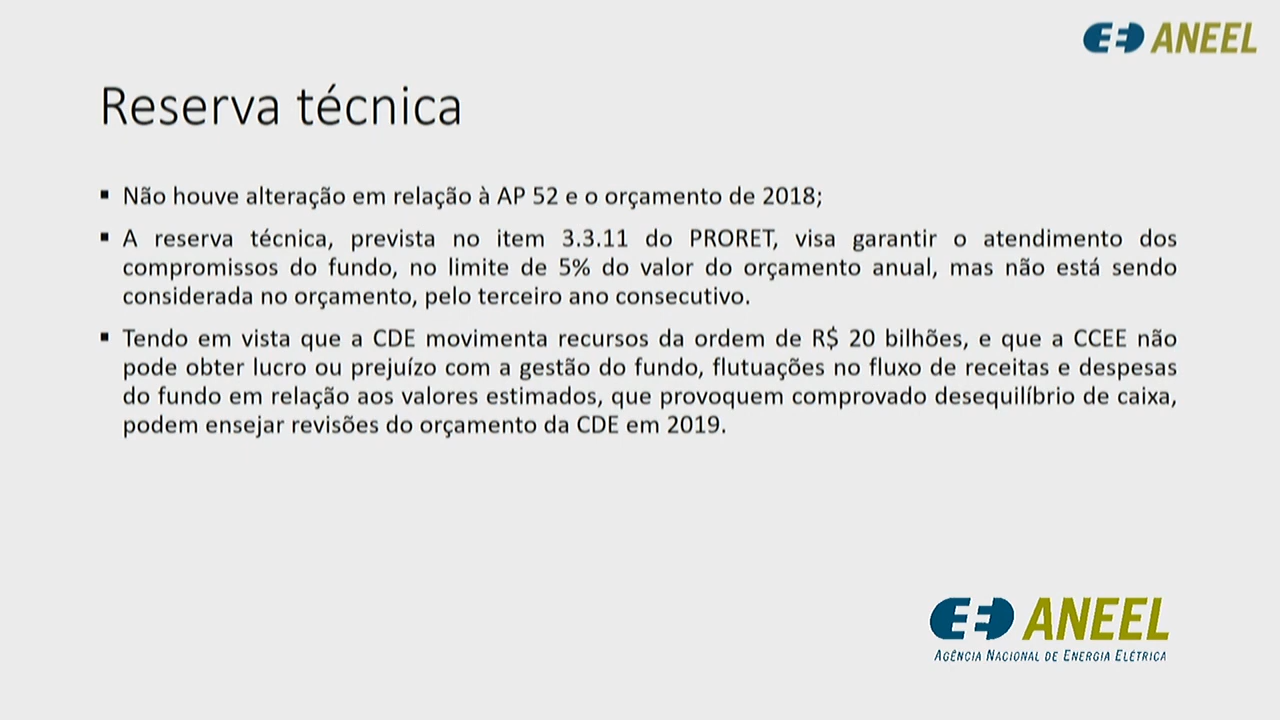 ANEEL
Reserva técnica
▪ Não houve alteração em relação à AP 52 e o orçamento de 2018;
▪ A reserva técnica, prevista no item 3.3.11 do PRORET, visa garantir o atendimento dos
compromissos do fundo, no limite de 5% do valor do orçamento anual, mas não está sendo
considerada no orçamento, pelo terceiro ano consecutivo.
▪ Tendo em vista que a CDE movimenta recursos da ordem de R$ 20 bilhões, e que a CCEE não
pode obter lucro ou prejuízo com a gestão do fundo, flutuações no fluxo de receitas e despesas
do fundo em relação aos valores estimados, que provoquem comprovado desequilíbrio de caixa,
podem ensejar revisões do orçamento da CDE em 2019.
ANEEL
AGÊNCIA NACIONAL DE ENERGIA ELÉTRICA